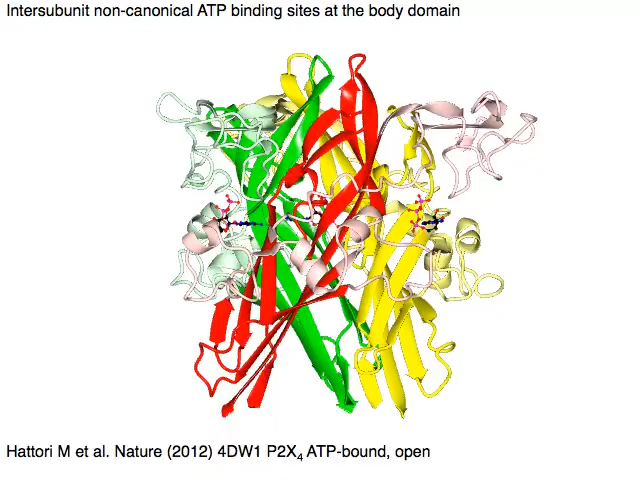 Intersubunit non-canonical ATP binding sites at the body domain
Hattori M et al. Nature (2012) 4DW1 P2X4 ATP-bound, open